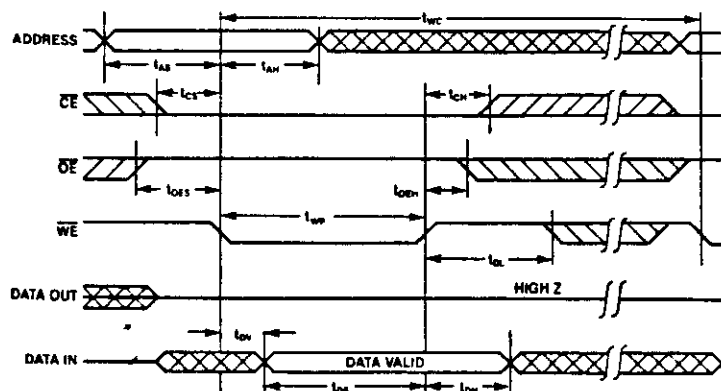 tWC
ADDRESS
tAS tAH
tCS tCH
CE
OE
tOES tOEH
tWP
WE
tDL
DATA OUT HIGH Z
tDV
DATA IN DATA VALID
tDS tDH